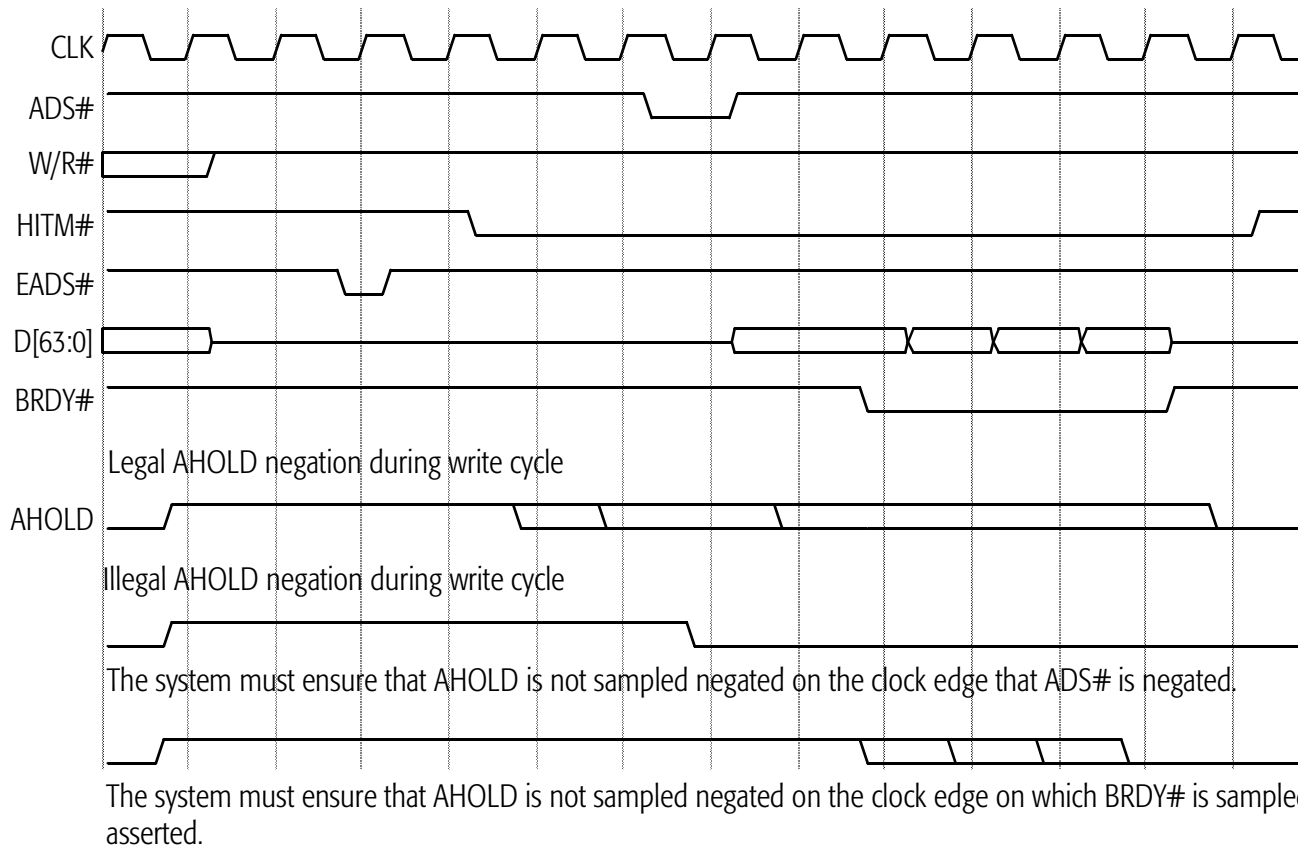 CLK
ADS#
W/R#
HITM#
EADS#
D[63:0]
BRDY#
Legal AHOLD negation during write cycle
AHOLD
Illegal AHOLD negation during write cycle
The system must ensure that AHOLD is not sampled negated on the clock edge that ADS# is negated.
The system must ensure that AHOLD is not sampled negated on the clock edge on which BRDY# is sampled
asserted.